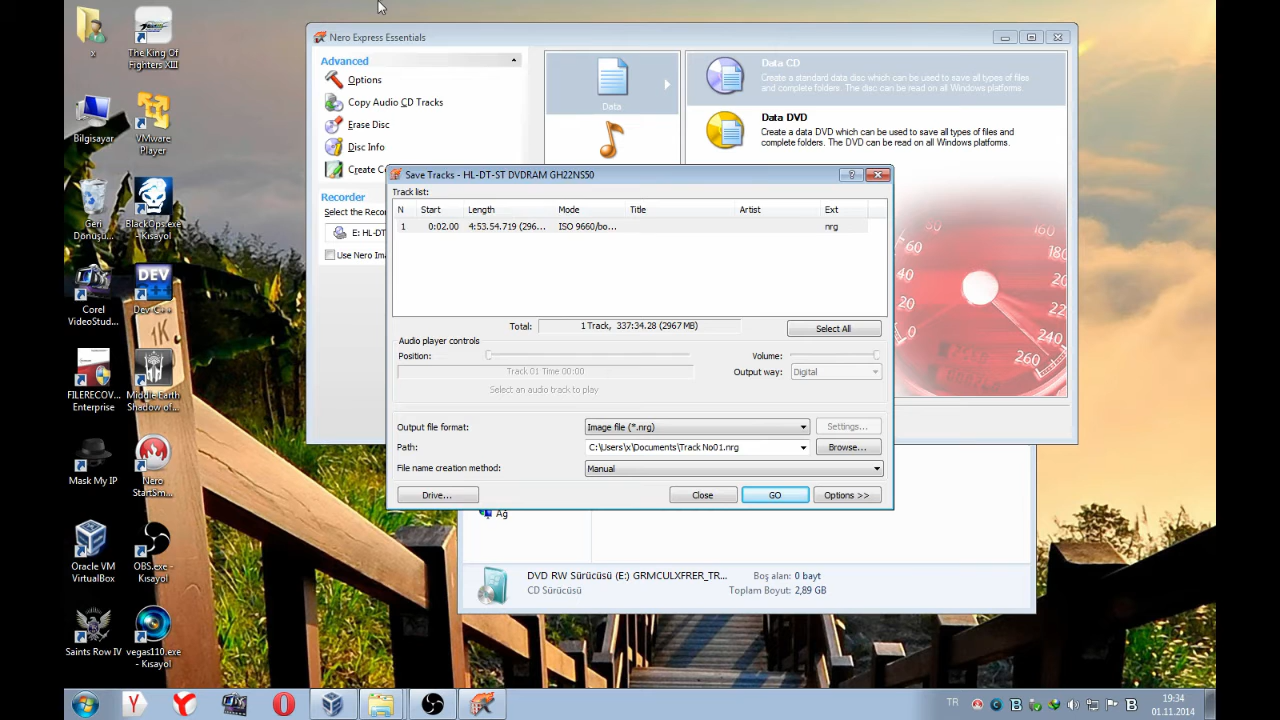 x
The King Of
Fighters XIII
Bilgisayar
VMware
Player
Geri
Dönüşü...
BlackOps.exe
- Kısayol
Corel
VideoStud...
DEV
C++
Dev-C++
1K.
FILERECOV...
Enterprise
Middle Earth
Shadow of...
Mask My IP
Nero
StartSm...
Oracle VM
VirtualBox
OBS.exe -
Kısayol
Saints Row IV
vegas110.exe
- Kısayol
Nero Express Essentials
Advanced
Options
Copy Audio CD Tracks
Erase Disc
Disc Info
Create C
Recorder
Select the Recor
E: HL-DT
Use Nero Ima
Data
Data CD
Create a standard data disc which can be used to save all types of files
and complete folders. The disc can be read on all Windows platforms.
Data DVD
Create a data DVD which can be used to save all types of files and
complete folders. The DVD can be read on all Windows platforms.
160
240
260
Save Tracks - HL-DT-ST DVDRAM GH22NS50
Track list:
N Start Length Mode Title Artist Ext
1 0:02.00 4:53.54.719 (296... ISO 9660/bo... nrg
Total: 1 Track, 337:34.28 (2967 MB) Select All
Audio player controls
Position: Volume:
Track 01 Time 00:00 Output way: Digital
Select an audio track to play
Output file format: Image file (*.nrg) Settings...
Path: C:\Users\x\Documents\Track No01.nrg Browse...
File name creation method: Manual
Drive... Close GO Options >>
Ağ
DVD RW Sürücüsü (E:) GRMCULXFRER_TR... Boş alan: 0 bayt
CD Sürücüsü Toplam Boyut: 2,89 GB
TR
19:34
01.11.2014